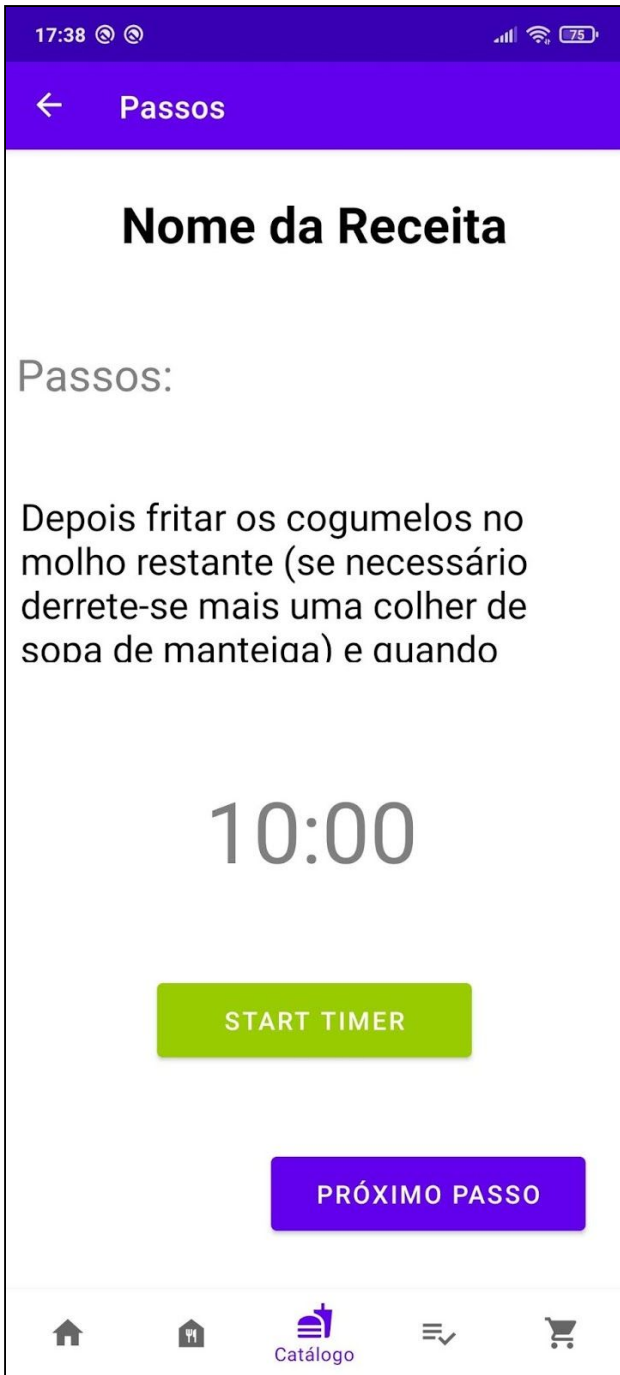 17:38
75
Passos
Nome da Receita
Passos:
Depois fritar os cogumelos no
molho restante (se necessário
derrete-se mais uma colher de
sopa de manteiga) e quando
10:00
START TIMER
PRÓXIMO PASSO
Catálogo